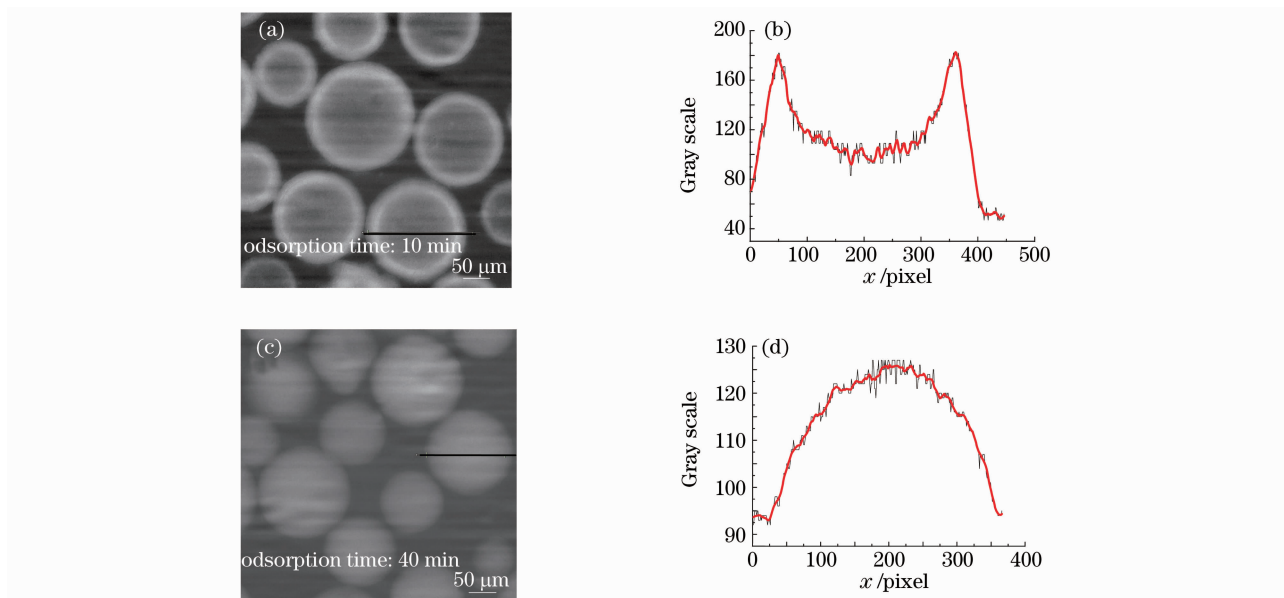 (a)
odsorption time: 10 min
50 μm
(b)
200
160
120
80
40
Gray scale
0 100 200 300 400 500
x /pixel
(c)
odsorption time: 40 min
50 μm
(d)
130
120
110
100
90
Gray scale
0 100 200 300 400
x /pixel